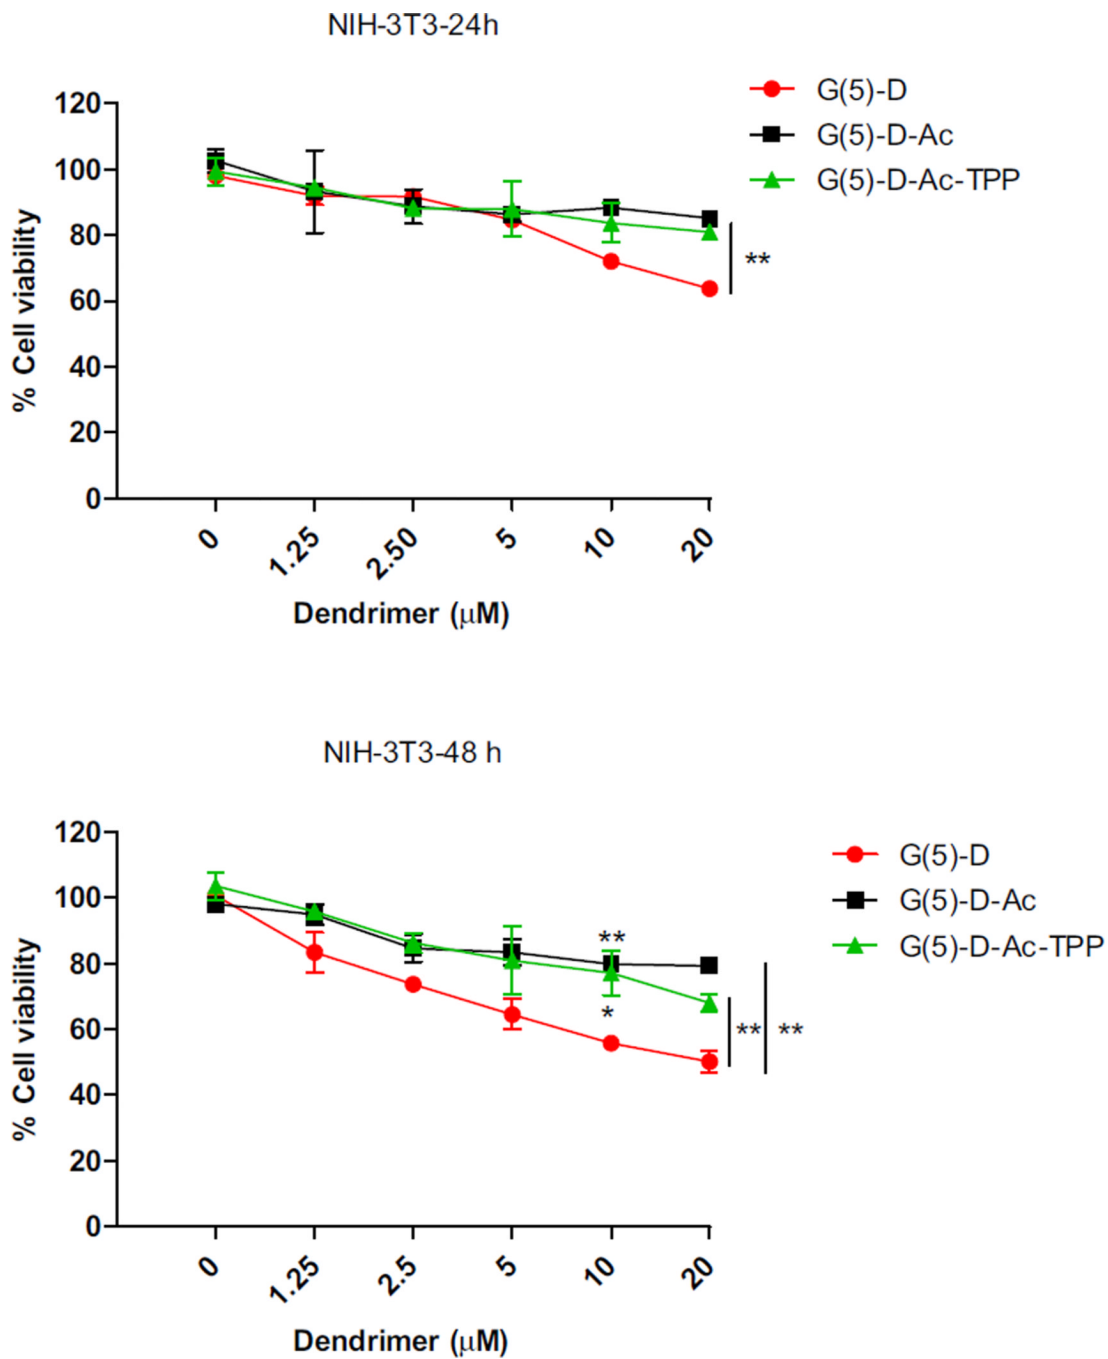 NIH-3T3-24h
G(5)-D
G(5)-D-Ac
G(5)-D-Ac-TPP
% Cell viability
120
100
80
60
40
20
0
**
0 1.25 2.50 5 10 20
Dendrimer (μM)
NIH-3T3-48 h
G(5)-D
G(5)-D-Ac
G(5)-D-Ac-TPP
% Cell viability
120
100
80
60
40
20
0
**
*
** **
0 1.25 2.5 5 10 20
Dendrimer (μM)